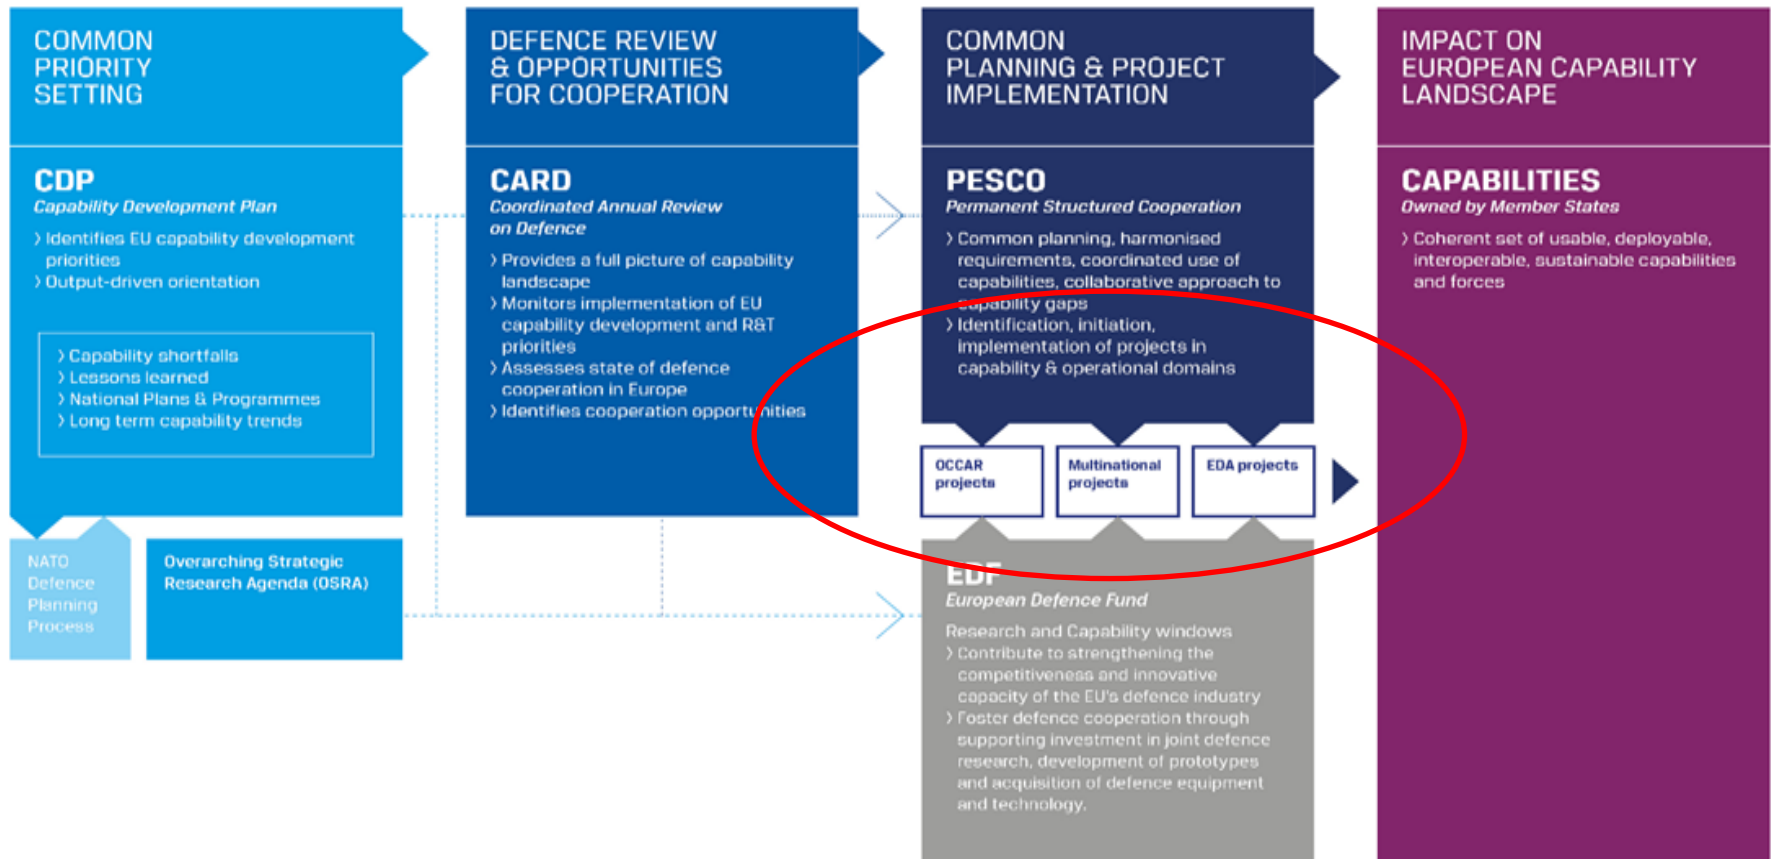 COMMON
PRIORITY
SETTING
CDP
Capability Development Plan
› Identifies EU capability development
priorities
› Output-driven orientation
› Capability shortfalls
› Lessons learned
› National Plans & Programmes
› Long term capability trends
NATO
Defence
Planning
Process
Overarching Strategic
Research Agenda (OSRA)
DEFENCE REVIEW
& OPPORTUNITIES
FOR COOPERATION
CARD
Coordinated Annual Review
on Defence
› Provides a full picture of capability
landscape
› Monitors implementation of EU
capability development and R&T
priorities
› Assesses state of defence
cooperation in Europe
› Identifies cooperation opportunities
COMMON
PLANNING & PROJECT
IMPLEMENTATION
PESCO
Permanent Structured Cooperation
› Common planning, harmonised
requirements, coordinated use of
capabilities, collaborative approach to
capability gaps
› Identification, initiation,
implementation of projects in
capability & operational domains
OCCAR
projects
Multinational
projects
EDA projects
EDF
European Defence Fund
Research and Capability windows
› Contribute to strengthening the
competitiveness and innovative
capacity of the EU's defence industry
› Foster defence cooperation through
supporting investment in joint defence
research, development of prototypes
and acquisition of defence equipment
and technology.
IMPACT ON
EUROPEAN CAPABILITY
LANDSCAPE
CAPABILITIES
Owned by Member States
› Coherent set of usable, deployable,
interoperable, sustainable capabilities
and forces